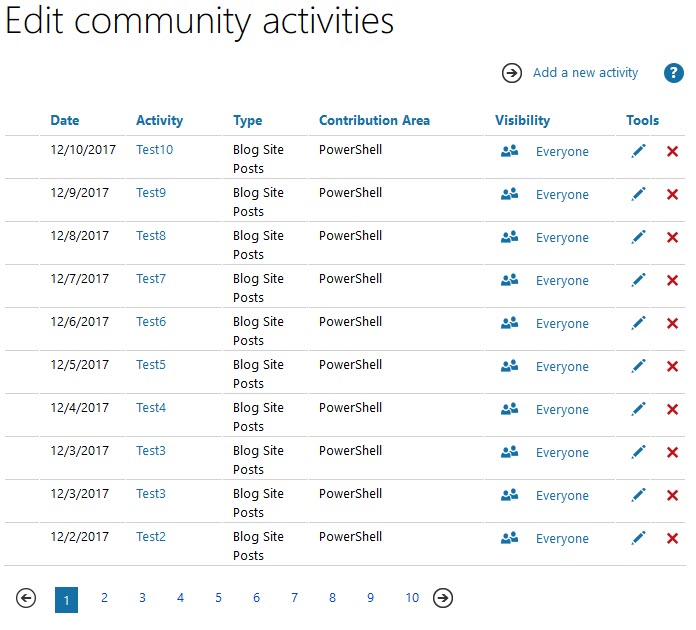 Edit community activities
Add a new activity ?
Date Activity Type Contribution Area Visibility Tools
12/10/2017 Test10 Blog Site PowerShell Everyone
Posts
12/9/2017 Test9 Blog Site PowerShell Everyone
Posts
12/8/2017 Test8 Blog Site PowerShell Everyone
Posts
12/7/2017 Test7 Blog Site PowerShell Everyone
Posts
12/6/2017 Test6 Blog Site PowerShell Everyone
Posts
12/5/2017 Test5 Blog Site PowerShell Everyone
Posts
12/4/2017 Test4 Blog Site PowerShell Everyone
Posts
12/3/2017 Test3 Blog Site PowerShell Everyone
Posts
12/3/2017 Test3 Blog Site PowerShell Everyone
Posts
12/2/2017 Test2 Blog Site PowerShell Everyone
Posts
1 2 3 4 5 6 7 8 9 10